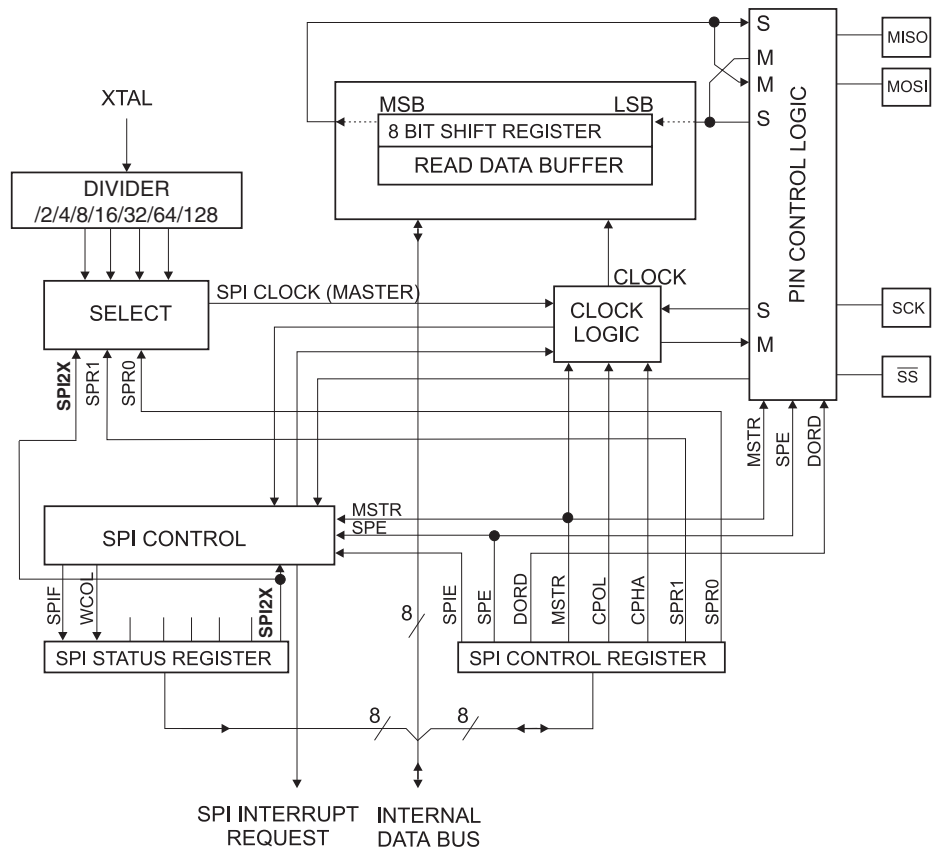 S
MISO
M
M
MOSI
XTAL
MSB
LSB
S
8 BIT SHIFT REGISTER
READ DATA BUFFER
PIN CONTROL LOGIC
DIVIDER
/2/4/8/16/32/64/128
CLOCK
SPI CLOCK (MASTER)
SELECT
CLOCK
LOGIC
S
SCK
M
SS
SPI2X
SPR1
SPR0
MSTR
SPE
DORD
MSTR
SPE
SPI CONTROL
SPIF
WCOL
SPI2X
8
SPIE
SPE
DORD
MSTR
CPOL
CPHA
SPR1
SPR0
SPI STATUS REGISTER
SPI CONTROL REGISTER
8
8
SPI INTERRUPT
REQUEST
INTERNAL
DATA BUS